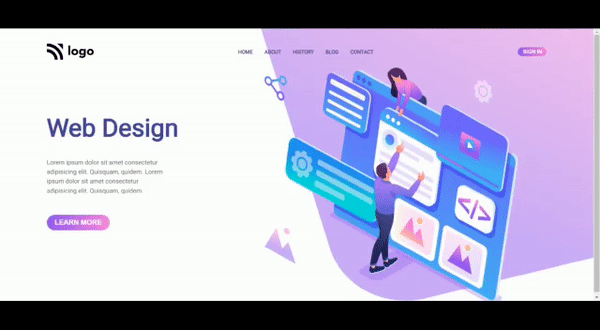 logo
HOME ABOUT HISTORY BLOG CONTACT
SIGN IN
Web Design
Lorem ipsum dolor sit amet consectetur
adipisicing elit. Quisquam, quidem. Lorem
ipsum dolor sit amet consectetur
adipisicing elit. Quisquam, quidem
LEARN MORE
</>